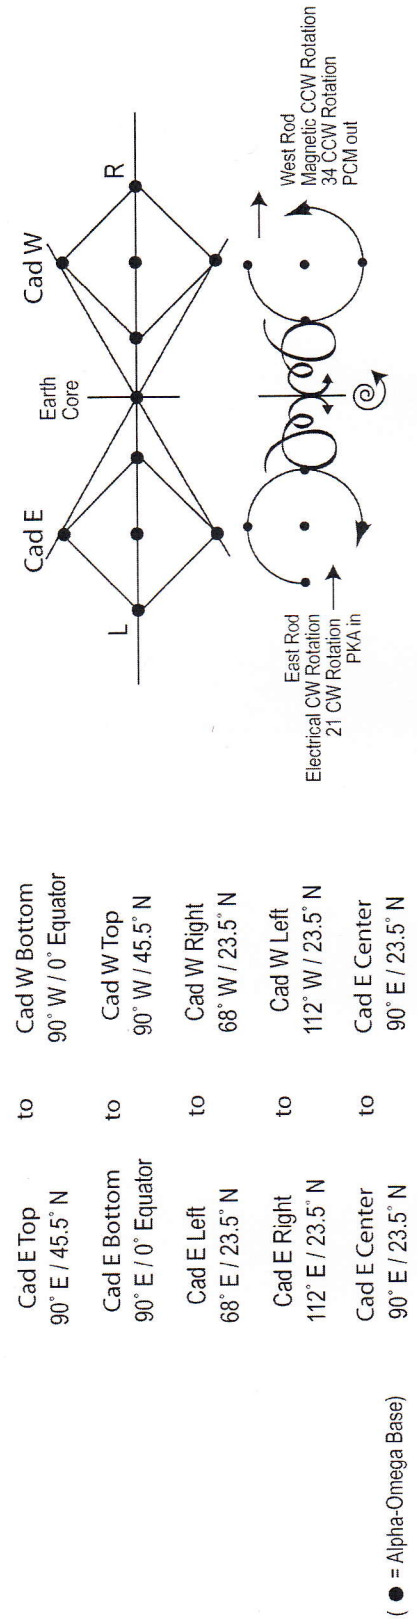 Cad E Top to Cad W Bottom
90° E / 45.5° N 90° W / 0° Equator
Cad E Bottom to Cad W Top
90° E / 0° Equator 90° W / 45.5° N
Cad E Left to Cad W Right
68° E / 23.5° N 68° W / 23.5° N
Cad E Right to Cad W Left
112° E / 23.5° N 112° W / 23.5° N
Cad E Center to Cad E Center
90° E / 23.5° N 90° E / 23.5° N
( ● = Alpha-Omega Base)
Cad E
Earth
Core
Cad W
L
R
East Rod
Electrical CW Rotation
21 CW Rotation
PKA in
West Rod
Magnetic CCW Rotation
34 CCW Rotation
PCM out